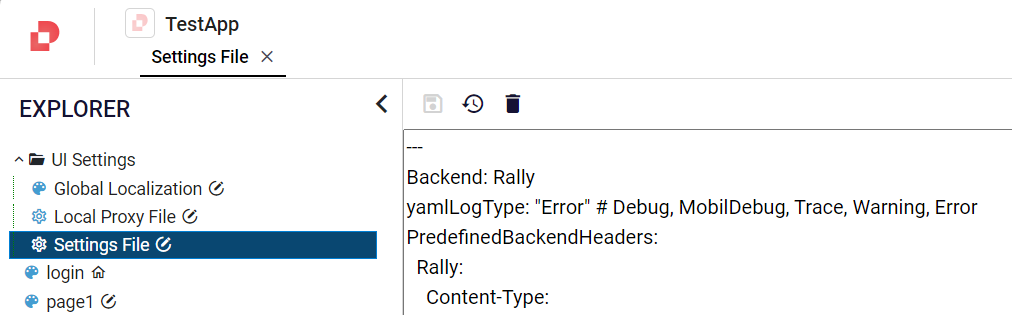 TestApp
Settings File
EXPLORER
UI Settings
Global Localization
Local Proxy File
Settings File
login
page1
---
Backend: Rally
yamlLogType: "Error" # Debug, MobilDebug, Trace, Warning, Error
PredefinedBackendHeaders:
  Rally:
    Content-Type: